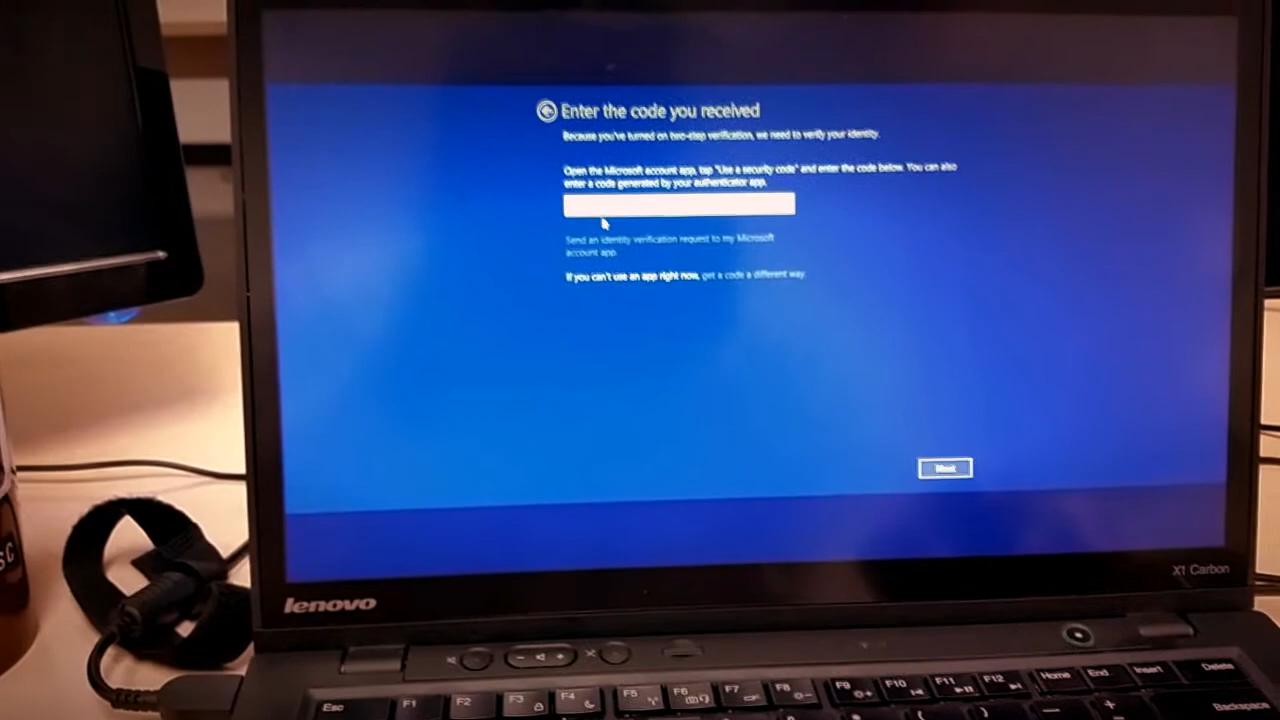 Enter the code you received
Because you've turned on two-step verification, we need to verify your identity.
Open the Microsoft account app, tap "Use a security code" and enter the code below. You can also
enter a code generated by your authenticator app.
Send an identity verification request to my Microsoft
account app.
If you can't use an app right now, get a code a different way.
Next
X1 Carbon
lenovo
SC
Esc F1 F2 F3 F4 F5 F6 F7 F8 F9 F10 F11 F12 Home End Insert Delete
Backspace